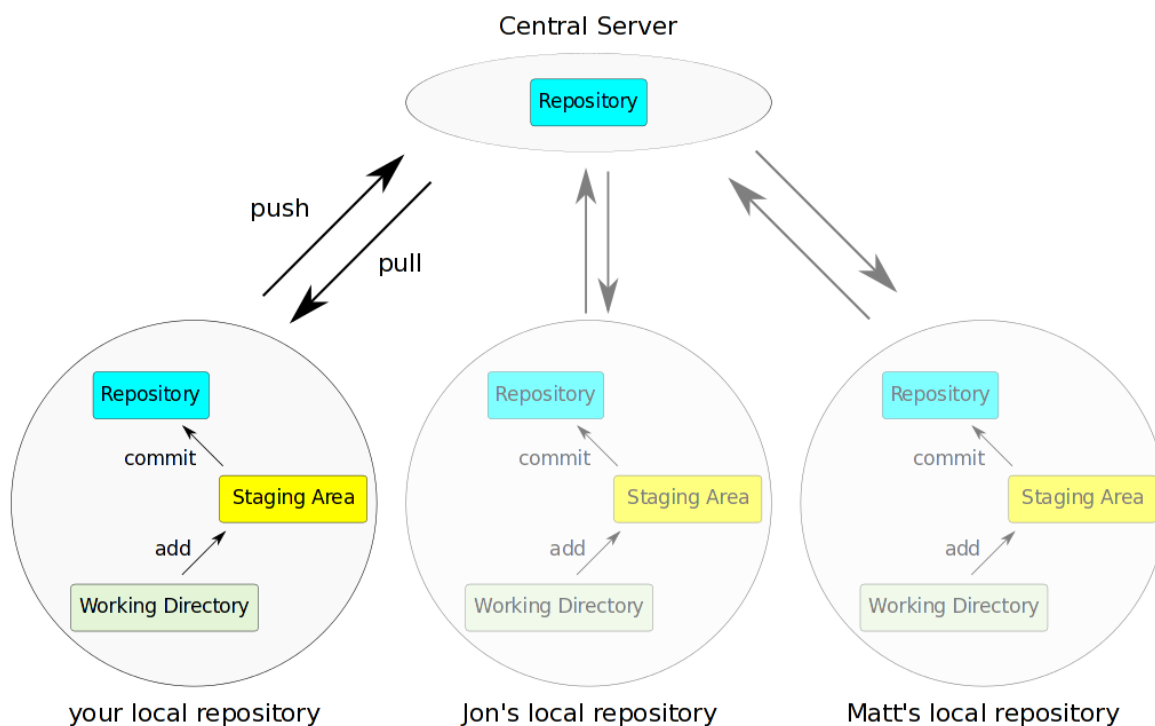 Central Server
Repository
push
pull
Repository
commit
Staging Area
add
Working Directory
your local repository
Repository
commit
Staging Area
add
Working Directory
Jon's local repository
Repository
commit
Staging Area
add
Working Directory
Matt's local repository